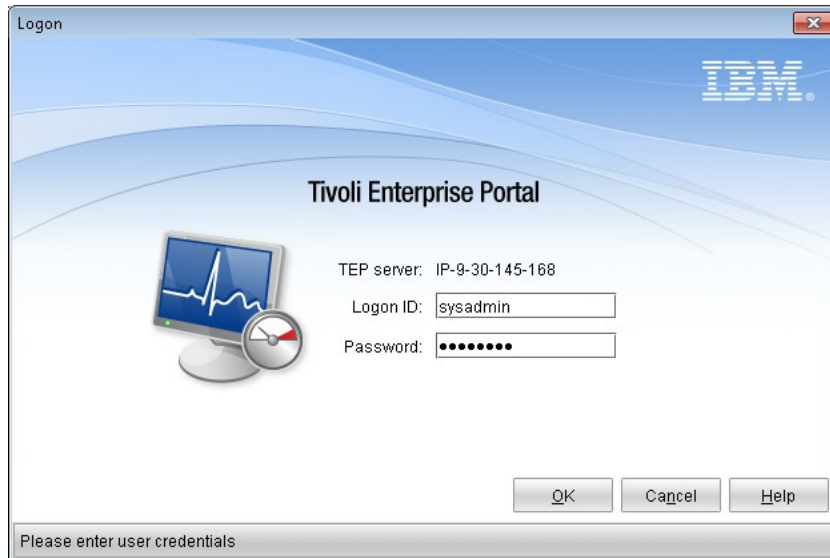 Logon
IBM®
Tivoli Enterprise Portal
TEP server: IP-9-30-145-168
Logon ID: sysadmin
Password: ●●●●●●●●
OK Cancel Help
Please enter user credentials